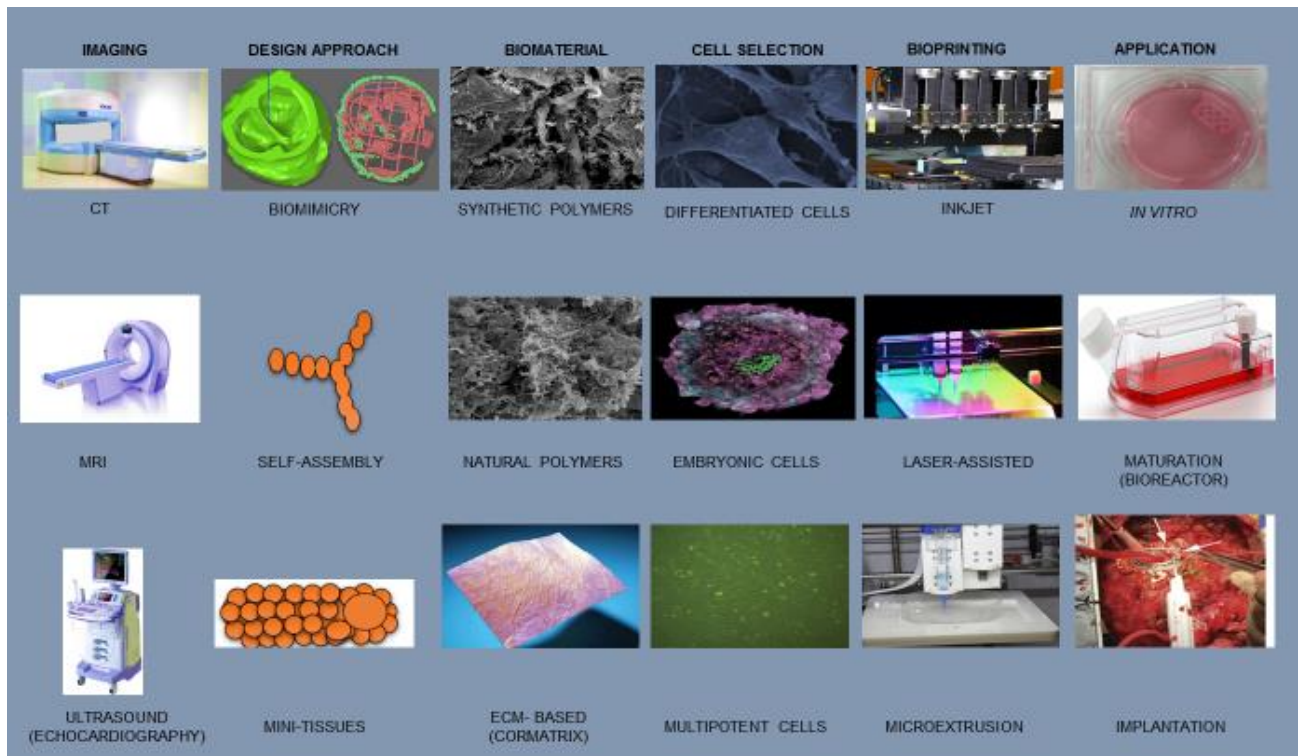 IMAGING
DESIGN APPROACH
BIOMATERIAL
CELL SELECTION
BIOPRINTING
APPLICATION
CT
BIOMIMICRY
SYNTHETIC POLYMERS
DIFFERENTIATED CELLS
INKJET
IN VITRO
MRI
SELF-ASSEMBLY
NATURAL POLYMERS
EMBRYONIC CELLS
LASER-ASSISTED
MATURATION
(BIOREACTOR)
ULTRASOUND
(ECHOCARDIOGRAPHY)
MINI-TISSUES
ECM- BASED
(CORMATRIX)
MULTIPOTENT CELLS
MICROEXTRUSION
IMPLANTATION